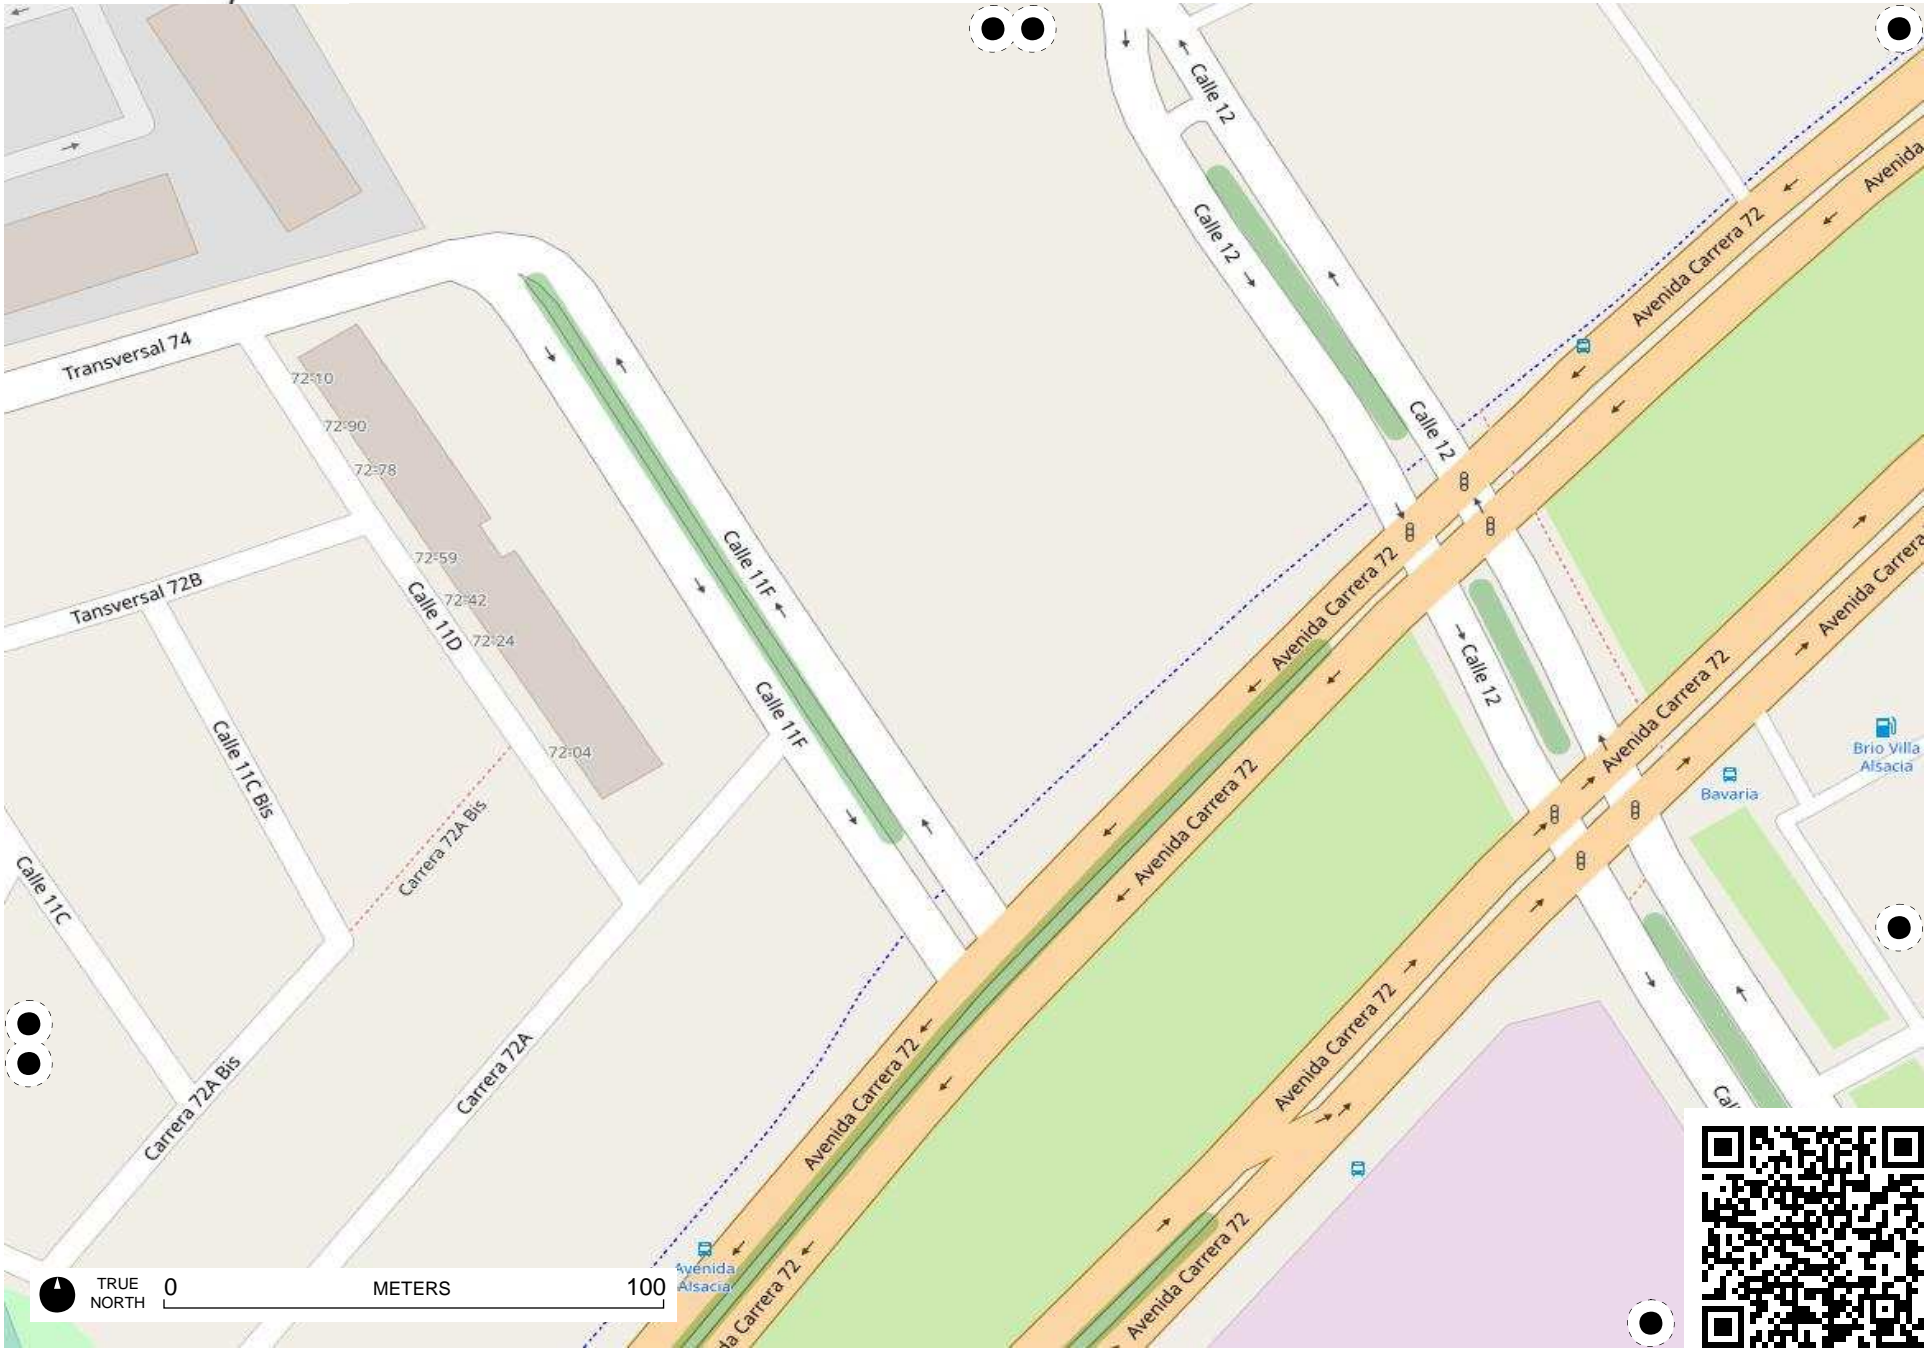 Calle 12
Avenida
Calle 12
Avenida Carrera 72
Transversal 74
72-10
72-90
72-78
Calle 12
72-59
72-42
72-24
Tansversal 72B
Calle 11D
Calle 11F
Avenida Carrera 72
Avenida Carrera
Calle 12
Avenida Carrera 72
Calle 11F
72-04
Calle 11C Bis
Carrera 72A Bis
Avenida Carrera 72
Brio Villa
Alsacia
Bavaria
Calle 11C
Avenida Carrera 72
Avenida Carrera 72
Carrera 72A
Carrera 72A Bis
Avenida Carrera 72
Avenida
Alsacia
da Carrera 72
TRUE
NORTH
0 METERS 100